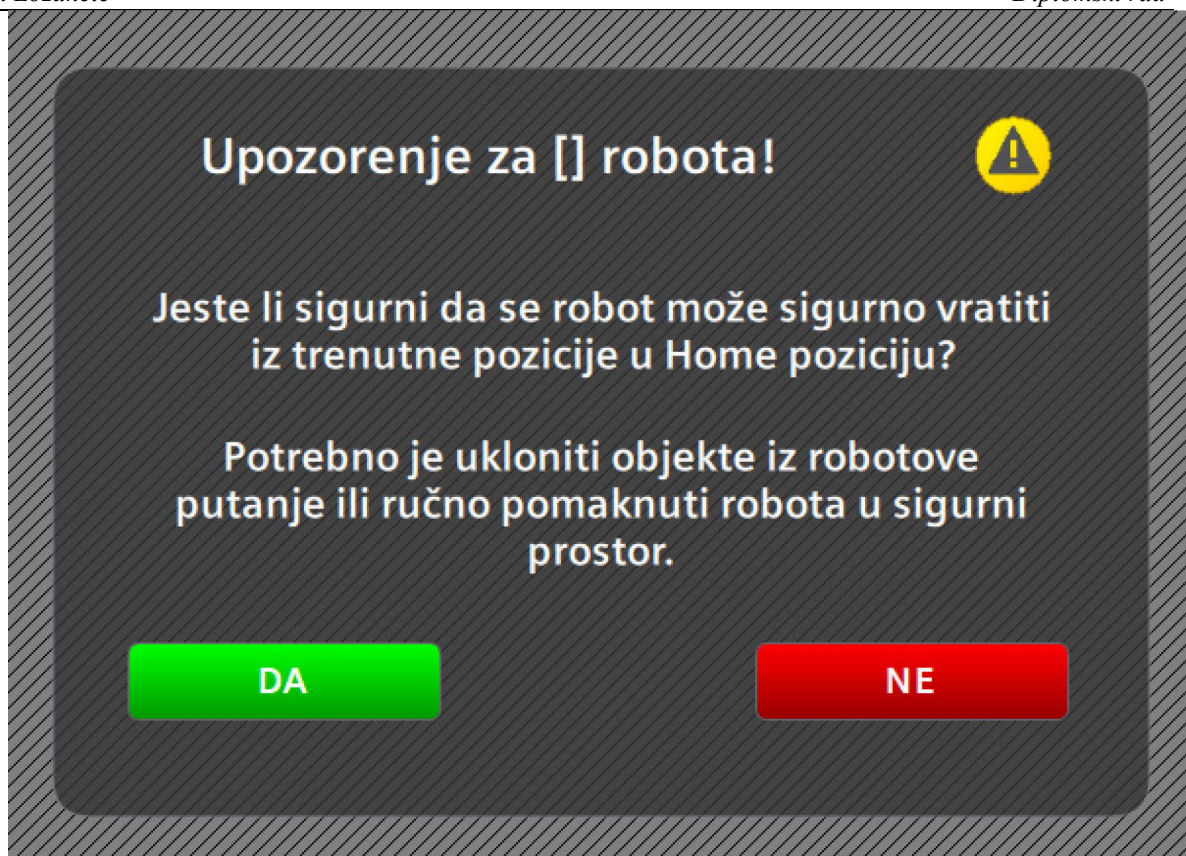 Upozorenje za [] robota!
Jeste li sigurni da se robot može sigurno vratiti
iz trenutne pozicije u Home poziciju?
Potrebno je ukloniti objekte iz robotove
putanje ili ručno pomaknuti robota u sigurni
prostor.
DA
NE